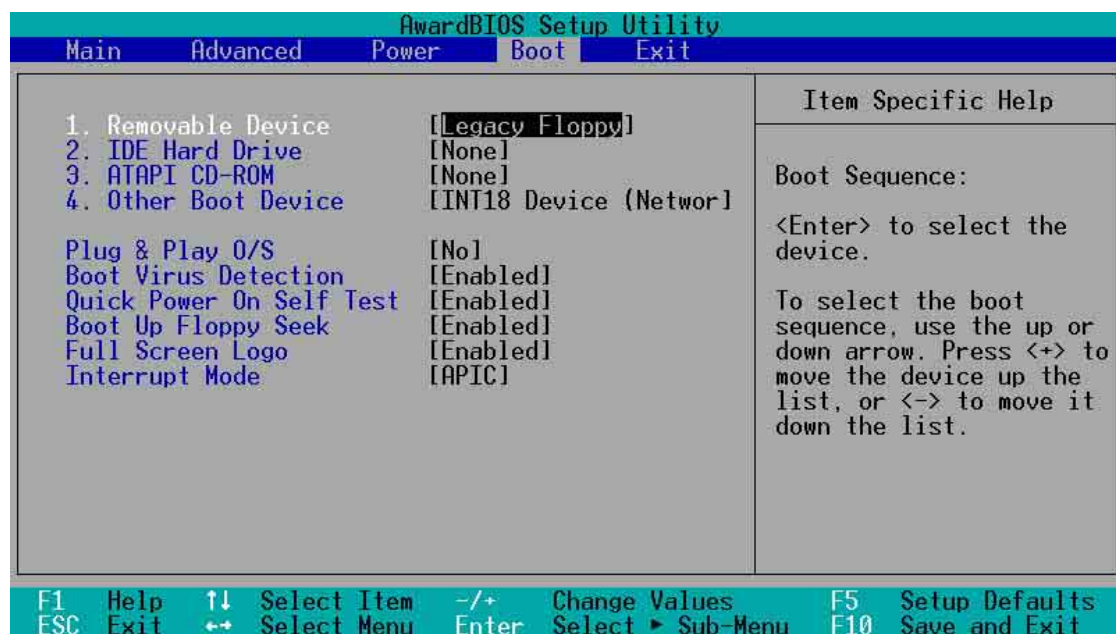 AwardBIOS Setup Utility
Main Advanced Power Boot Exit
1. Removable Device [Legacy Floppy]
2. IDE Hard Drive [None]
3. ATAPI CD-ROM [None]
4. Other Boot Device [INT18 Device (Networ]
Plug & Play O/S [No]
Boot Virus Detection [Enabled]
Quick Power On Self Test [Enabled]
Boot Up Floppy Seek [Enabled]
Full Screen Logo [Enabled]
Interrupt Mode [APIC]
Item Specific Help
Boot Sequence:
<Enter> to select the
device.
To select the boot
sequence, use the up or
down arrow. Press <+> to
move the device up the
list, or <-> to move it
down the list.
F1 Help ↑↓ Select Item -/+ Change Values F5 Setup Defaults
ESC Exit ←→ Select Menu Enter Select ► Sub-Menu F10 Save and Exit